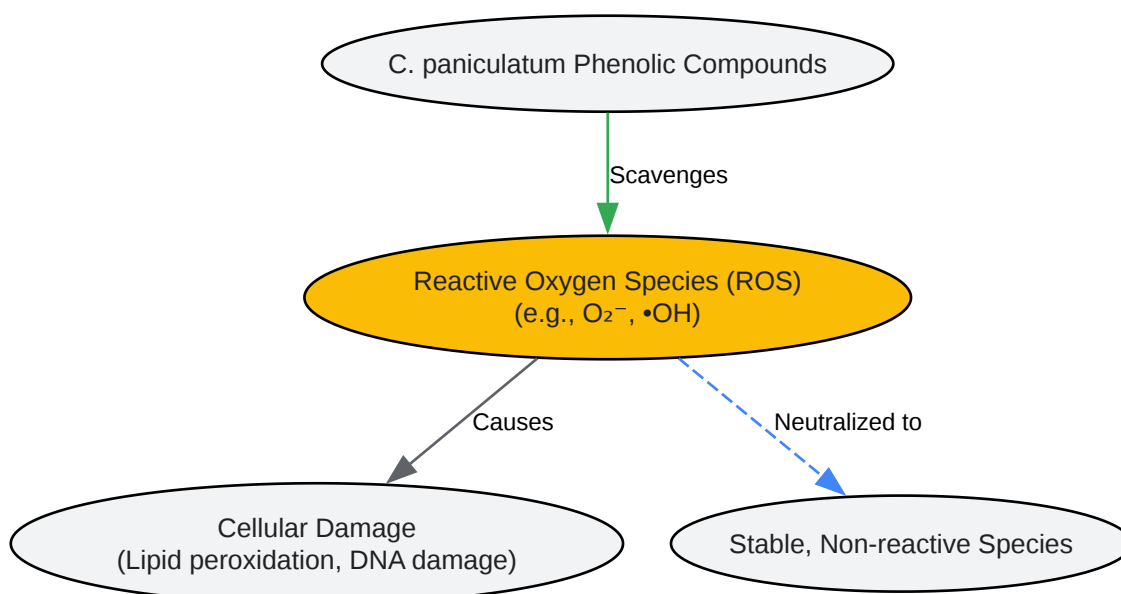 C. paniculatum Phenolic Compounds
Scavenges
Reactive Oxygen Species (ROS)
(e.g., O₂⁻, •OH)
Causes
Neutralized to
Cellular Damage
(Lipid peroxidation, DNA damage)
Stable, Non-reactive Species